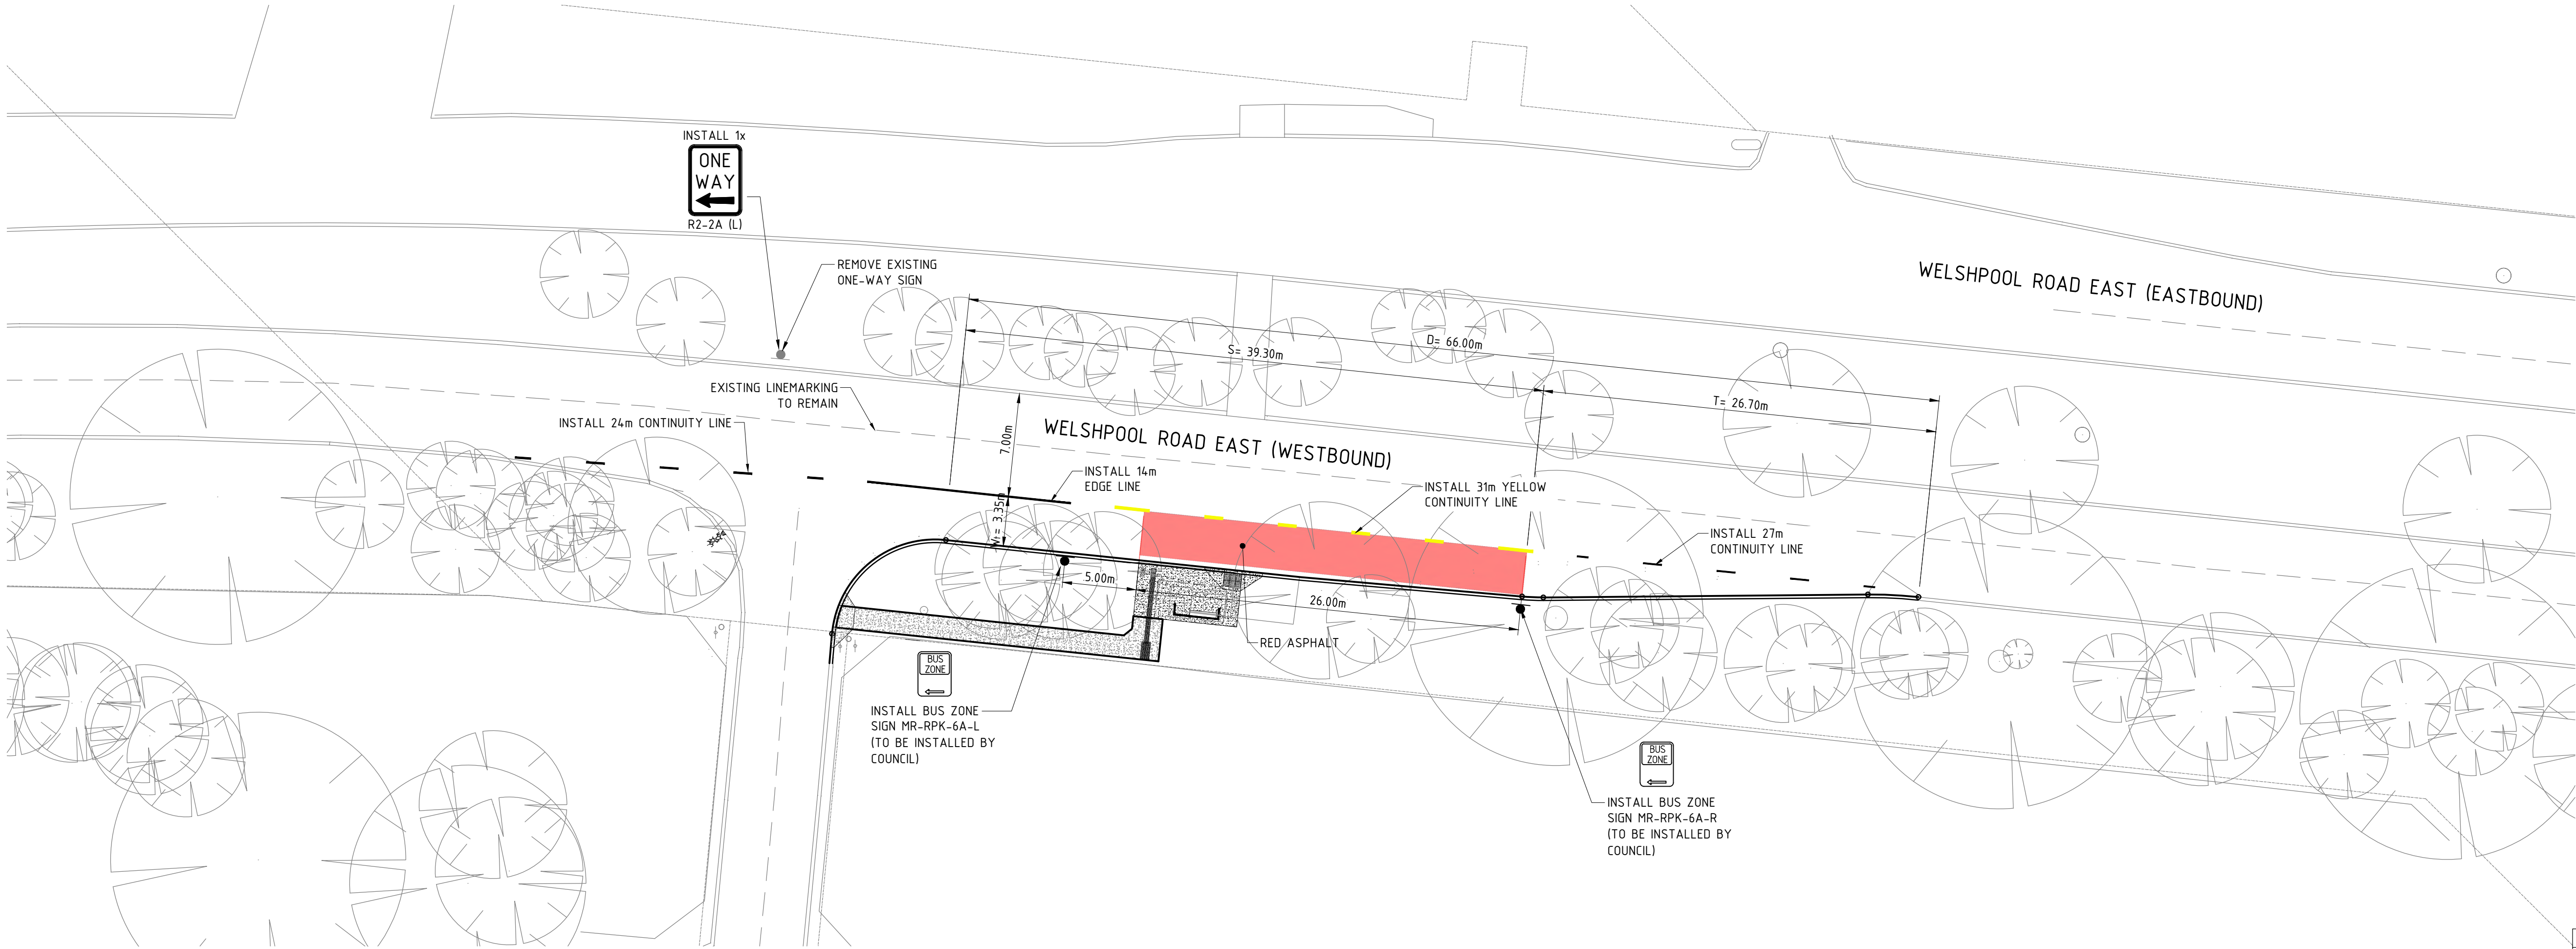 INSTALL 1x
ONE
WAY
R2-2A (L)
REMOVE EXISTING
ONE-WAY SIGN
WELSHPOOL ROAD EAST (EASTBOUND)
D= 66.00m
S= 39.30m
T= 26.70m
EXISTING LINEMARKING
TO REMAIN
INSTALL 24m CONTINUITY LINE
7.00m
WELSHPOOL ROAD EAST (WESTBOUND)
INSTALL 14m
EDGE LINE
INSTALL 31m YELLOW
CONTINUITY LINE
W= 3.35m
INSTALL 27m
CONTINUITY LINE
5.00m
26.00m
RED ASPHALT
BUS
ZONE
INSTALL BUS ZONE
SIGN MR-RPK-6A-L
(TO BE INSTALLED BY
COUNCIL)
BUS
ZONE
INSTALL BUS ZONE
SIGN MR-RPK-6A-R
(TO BE INSTALLED BY
COUNCIL)